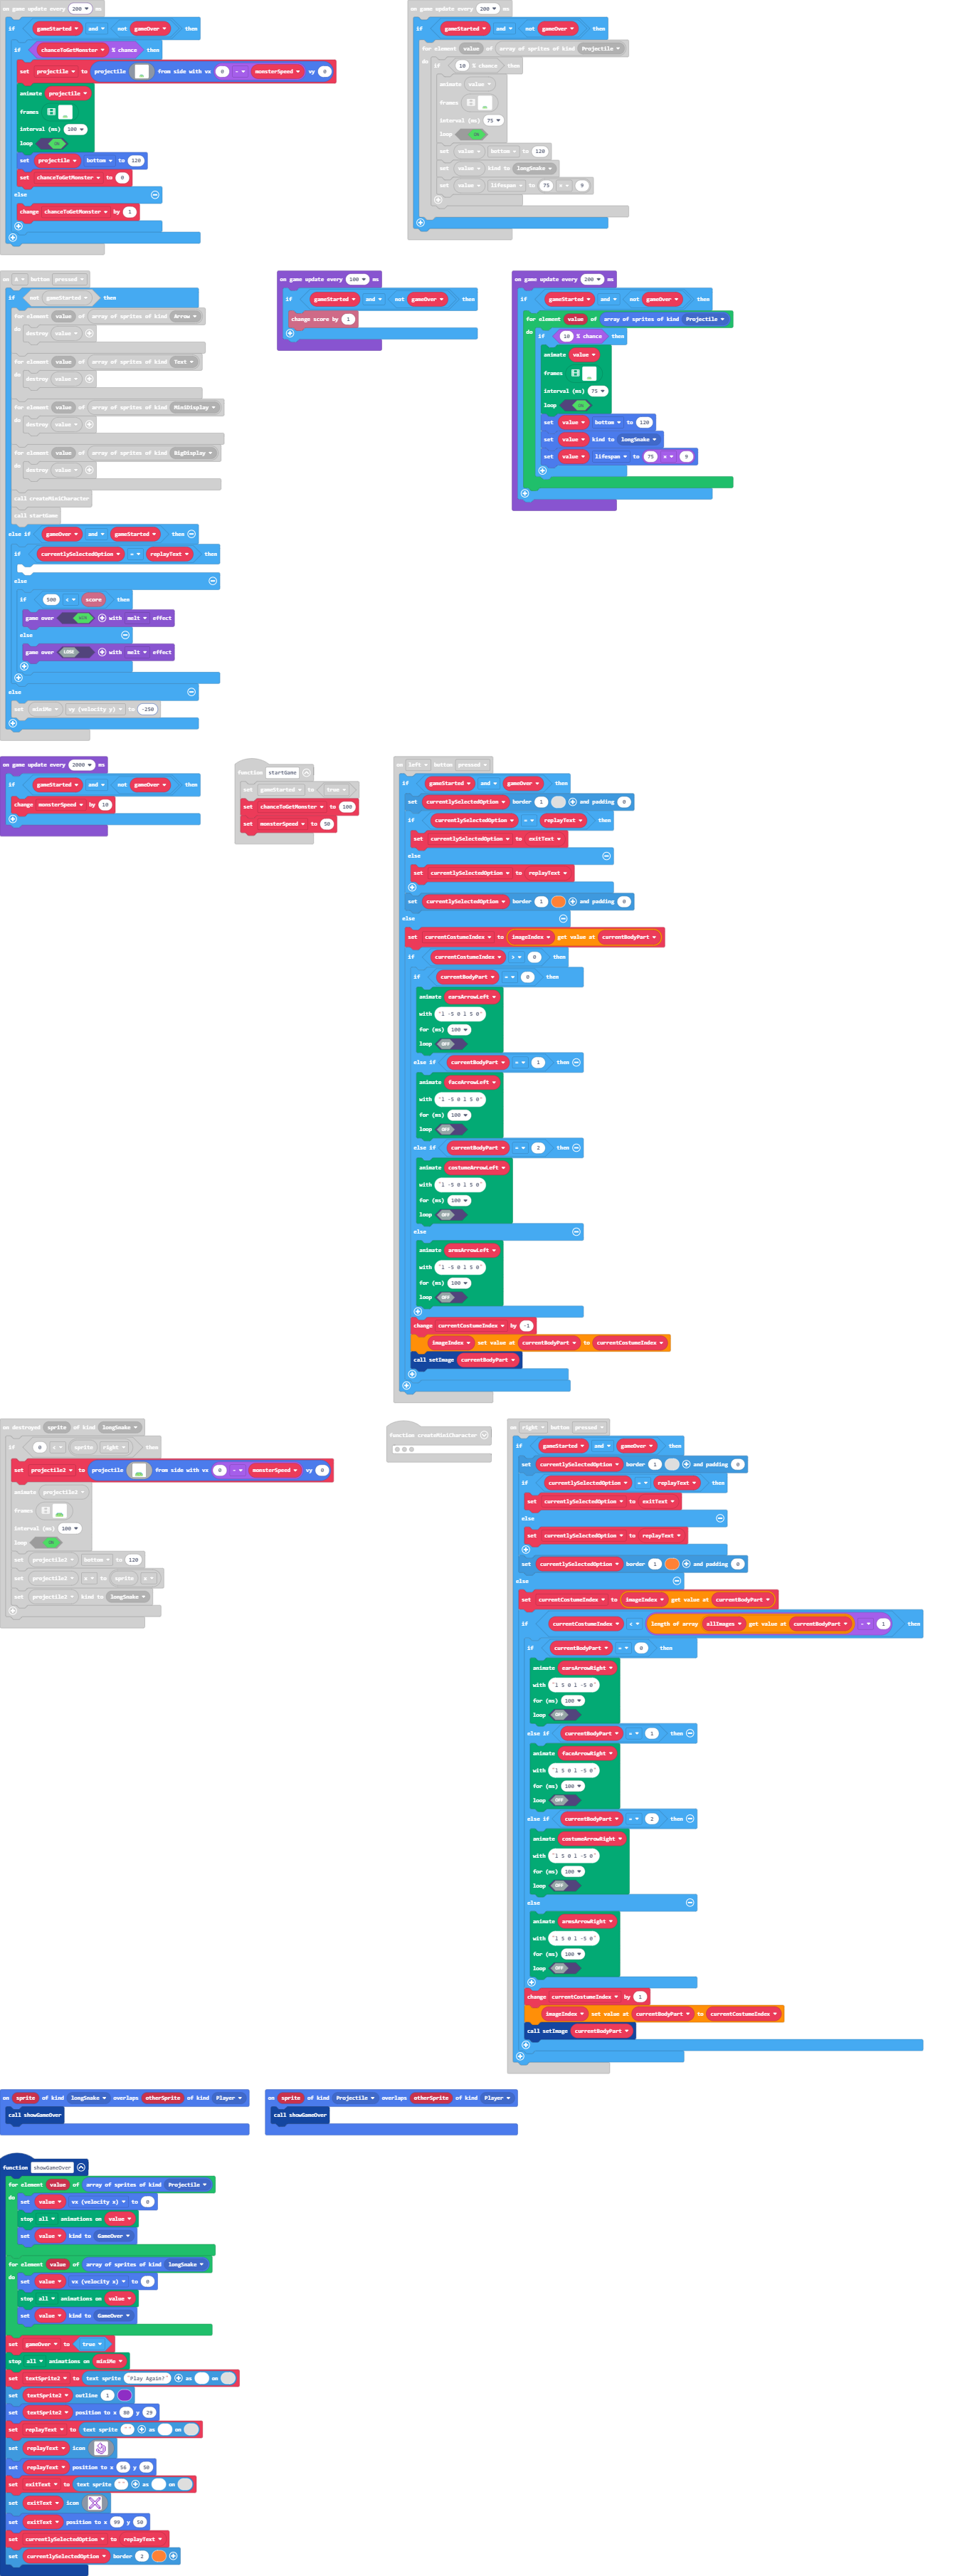 on game update every 200 ms
if gameStarted and not gameOver then
if chanceToGetMonster % chance then
set projectile to projectile from side with vx 0 - monsterSpeed vy 0
animate projectile
frames
interval (ms) 100
loop ON
set projectile bottom to 120
set chanceToGetMonster to 0
else
change chanceToGetMonster by 1
on game update every 200 ms
if gameStarted and not gameOver then
for element value of array of sprites of kind Projectile
do if 10 % chance then
animate value
frames
interval (ms) 75
loop ON
set value bottom to 120
set value kind to longSnake
set value lifespan to 75 × 9
on A button pressed
if not gameStarted then
for element value of array of sprites of kind Arrow
do destroy value
for element value of array of sprites of kind Text
do destroy value
for element value of array of sprites of kind MiniDisplay
do destroy value
for element value of array of sprites of kind BigDisplay
do destroy value
call createMiniCharacter
call startGame
else if gameOver and gameStarted then
if currentlySelectedOption = replayText then
else
if 500 < score then
game over WIN with melt effect
else
game over LOSE with melt effect
else
set miniMe vy (velocity y) to -250
on game update every 100 ms
if gameStarted and not gameOver then
change score by 1
on game update every 200 ms
if gameStarted and not gameOver then
for element value of array of sprites of kind Projectile
do if 10 % chance then
animate value
frames
interval (ms) 75
loop ON
set value bottom to 120
set value kind to longSnake
set value lifespan to 75 × 9
on game update every 2000 ms
if gameStarted and not gameOver then
change monsterSpeed by 10
function startGame
set gameStarted to true
set chanceToGetMonster to 100
set monsterSpeed to 50
on left button pressed
if gameStarted and gameOver then
set currentlySelectedOption border 1 and padding 0
if currentlySelectedOption = replayText then
set currentlySelectedOption to exitText
else
set currentlySelectedOption to replayText
set currentlySelectedOption border 1 and padding 0
else
set currentCostumeIndex to imageIndex get value at currentBodyPart
if currentCostumeIndex > 0 then
if currentBodyPart = 0 then
animate earsArrowLeft
with "l -5 0 l 5 0"
for (ms) 100
loop OFF
else if currentBodyPart = 1 then
animate faceArrowLeft
with "l -5 0 l 5 0"
for (ms) 100
loop OFF
else if currentBodyPart = 2 then
animate costumeArrowLeft
with "l -5 0 l 5 0"
for (ms) 100
loop OFF
else
animate armsArrowLeft
with "l -5 0 l 5 0"
for (ms) 100
loop OFF
change currentCostumeIndex by -1
imageIndex set value at currentBodyPart to currentCostumeIndex
call setImage currentBodyPart
on destroyed sprite of kind longSnake
if 0 < sprite right then
set projectile2 to projectile from side with vx 0 - monsterSpeed vy 0
animate projectile2
frames
interval (ms) 100
loop ON
set projectile2 bottom to 120
set projectile2 x to sprite x
set projectile2 kind to longSnake
function createMiniCharacter
on right button pressed
if gameStarted and gameOver then
set currentlySelectedOption border 1 and padding 0
if currentlySelectedOption = replayText then
set currentlySelectedOption to exitText
else
set currentlySelectedOption to replayText
set currentlySelectedOption border 1 and padding 0
else
set currentCostumeIndex to imageIndex get value at currentBodyPart
if currentCostumeIndex < length of array allImages get value at currentBodyPart - 1 then
if currentBodyPart = 0 then
animate earsArrowRight
with "l 5 0 l -5 0"
for (ms) 100
loop OFF
else if currentBodyPart = 1 then
animate faceArrowRight
with "l 5 0 l -5 0"
for (ms) 100
loop OFF
else if currentBodyPart = 2 then
animate costumeArrowRight
with "l 5 0 l -5 0"
for (ms) 100
loop OFF
else
animate armsArrowRight
with "l 5 0 l -5 0"
for (ms) 100
loop OFF
change currentCostumeIndex by 1
imageIndex set value at currentBodyPart to currentCostumeIndex
call setImage currentBodyPart
on sprite of kind longSnake overlaps otherSprite of kind Player
call showGameOver
on sprite of kind Projectile overlaps otherSprite of kind Player
call showGameOver
function showGameOver
for element value of array of sprites of kind Projectile
do set value vx (velocity x) to 0
stop all animations on value
set value kind to GameOver
for element value of array of sprites of kind longSnake
do set value vx (velocity x) to 0
stop all animations on value
set value kind to GameOver
set gameOver to true
stop all animations on miniMe
set textSprite2 to text sprite "Play Again?" as on
set textSprite2 outline 1
set textSprite2 position to x 80 y 29
set replayText to text sprite " " as on
set replayText icon
set replayText position to x 56 y 50
set exitText to text sprite " " as on
set exitText icon
set exitText position to x 99 y 50
set currentlySelectedOption to replayText
set currentlySelectedOption border 2